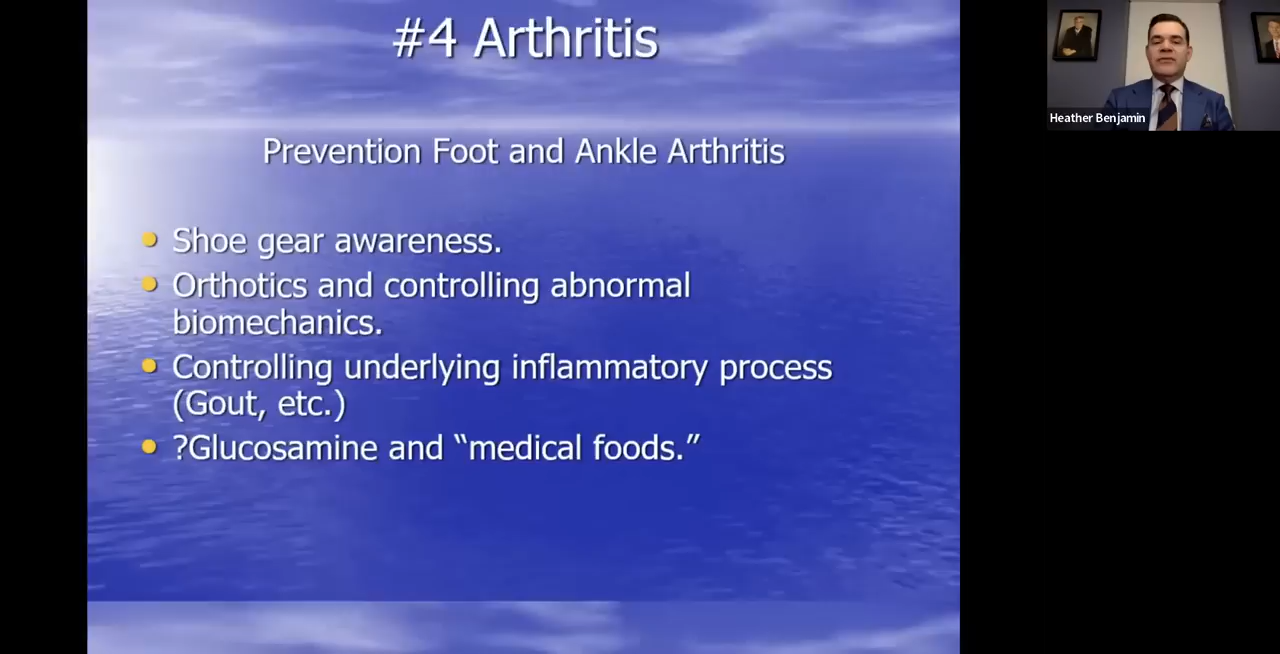 #4 Arthritis
Prevention Foot and Ankle Arthritis
Shoe gear awareness.
Orthotics and controlling abnormal
biomechanics.
Controlling underlying inflammatory process
(Gout, etc.)
?Glucosamine and “medical foods.”
Heather Benjamin